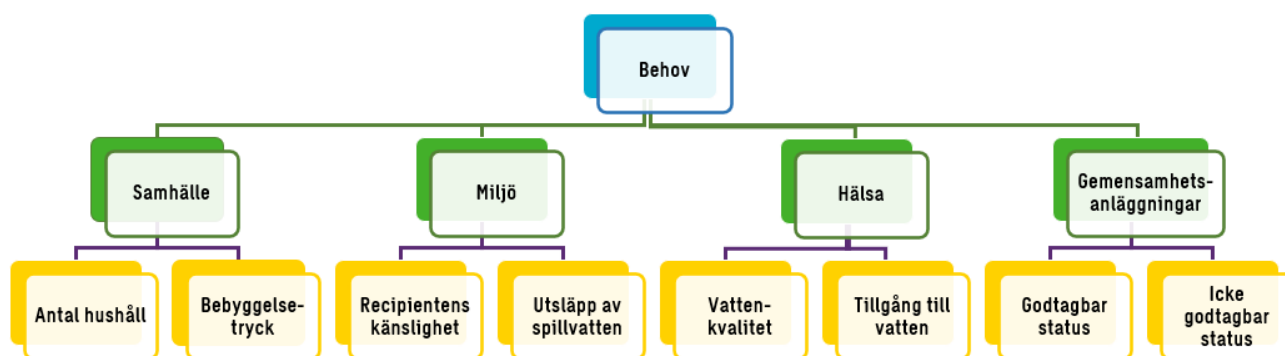 Behov
Samhälle
Miljö
Hälsa
Gemensamhets-
anläggningar
Antal hushåll
Bebyggelse-
tryck
Recipientens
känslighet
Utsläpp av
spillvatten
Vatten-
kvalitet
Tillgång till
vatten
Godtagbar
status
Icke
godtagbar
status